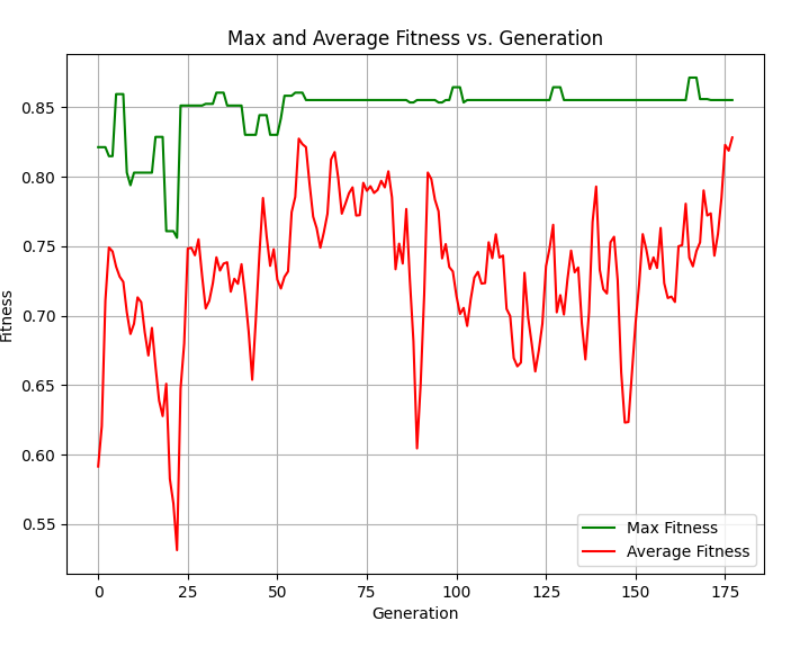 Max and Average Fitness vs. Generation
0.85
0.80
0.75
0.70
0.65
0.60
0.55
Fitness
0 25 50 75 100 125 150 175
Generation
Max Fitness
Average Fitness